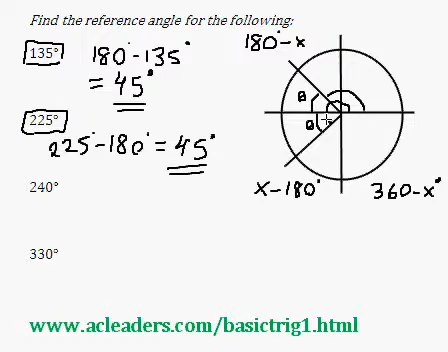 Find the reference angle for the following:
135° 180°-135°
= 45°
225°
225°-180° = 45°
240°
330°
180°-x
θ
θ
x-180° 360-x°
www.acleaders.com/basictrig1.html